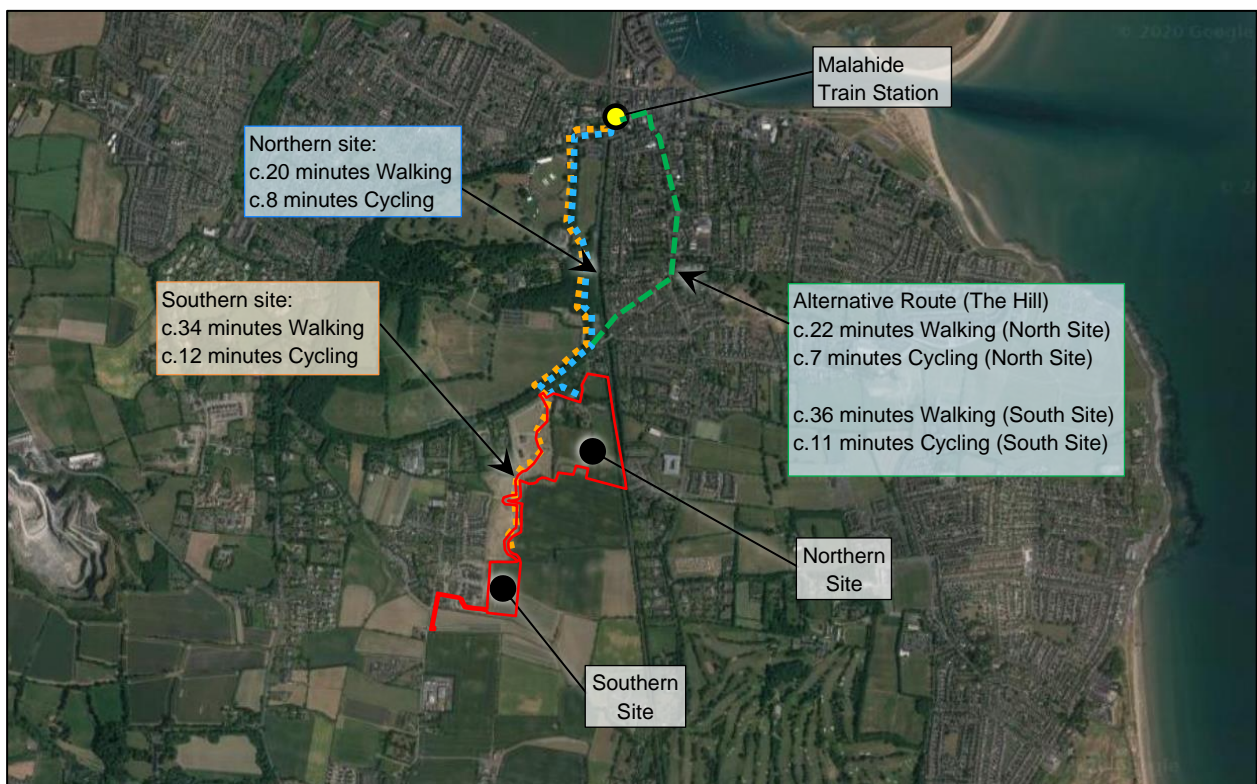 © 2020 Google
Malahide
Train Station
Northern site:
c.20 minutes Walking
c.8 minutes Cycling
Southern site:
c.34 minutes Walking
c.12 minutes Cycling
Alternative Route (The Hill)
c.22 minutes Walking (North Site)
c.7 minutes Cycling (North Site)
c.36 minutes Walking (South Site)
c.11 minutes Cycling (South Site)
Northern
Site
Southern
Site